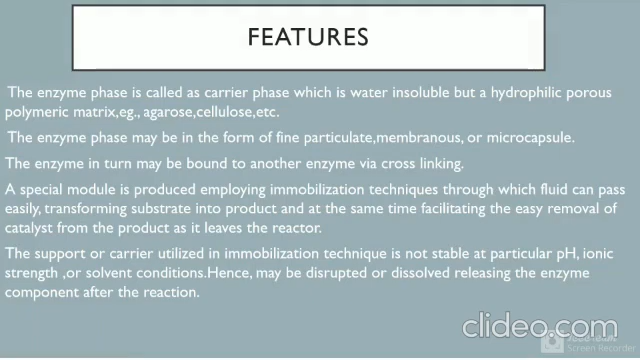 FEATURES
The enzyme phase is called as carrier phase which is water insoluble but a hydrophilic porous
polymeric matrix,eg., agarose,cellulose,etc.
The enzyme phase may be in the form of fine particulate,membranous, or microcapsule.
The enzyme in turn may be bound to another enzyme via cross linking.
A special module is produced employing immobilization techniques through which fluid can pass
easily, transforming substrate into product and at the same time facilitating the easy removal of
catalyst from the product as it leaves the reactor.
The support or carrier utilized in immobilization technique is not stable at particular pH, ionic
strength ,or solvent conditions.Hence, may be disrupted or dissolved releasing the enzyme
component after the reaction.
clideo.com
Screen Recorder